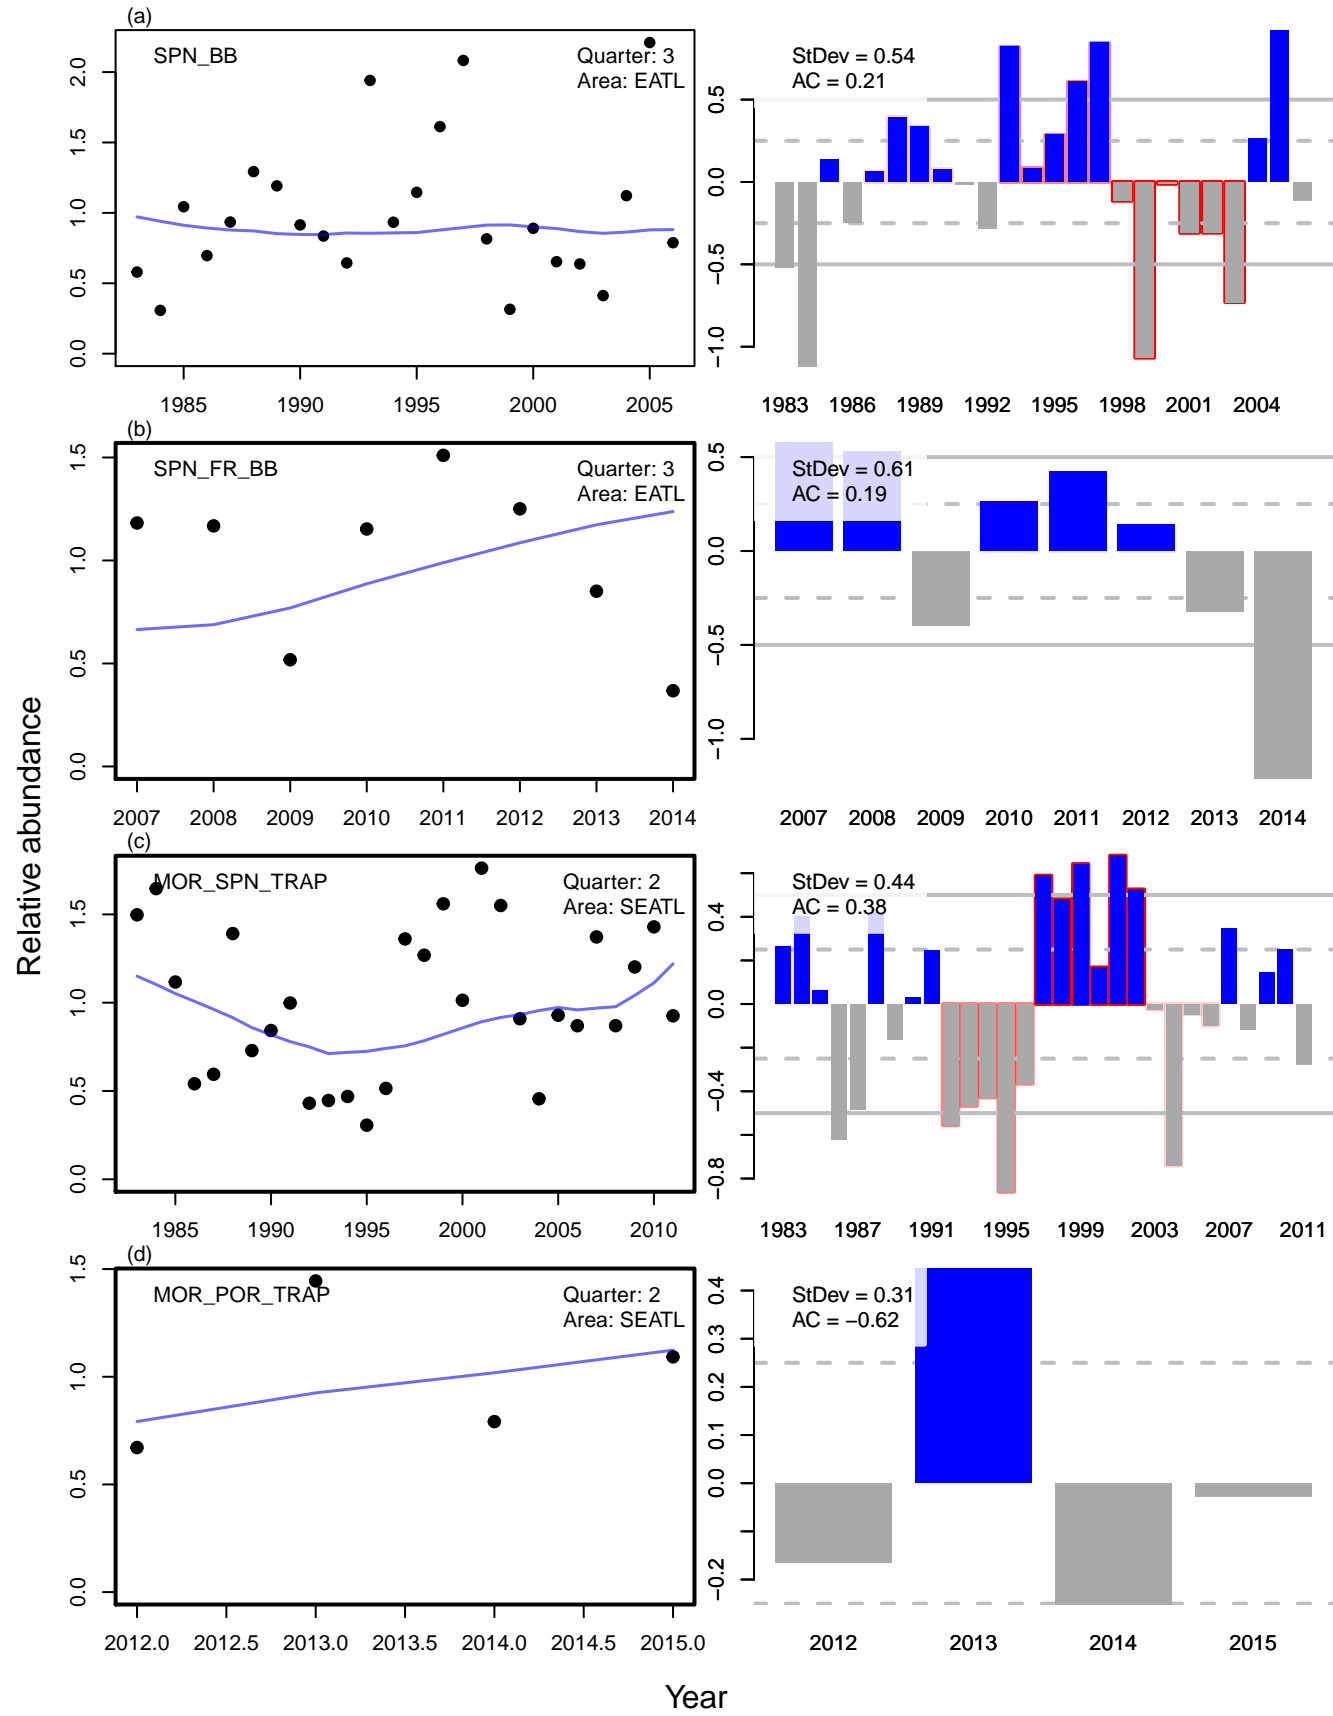 (a)
SPN_BB
Quarter: 3
Area: EATL
0.0 0.5 1.0 1.5 2.0
1985 1990 1995 2000 2005
StDev = 0.54
AC = 0.21
−1.0 −0.5 0.0 0.5
1983 1986 1989 1992 1995 1998 2001 2004
(b)
SPN_FR_BB
Quarter: 3
Area: EATL
0.0 0.5 1.0 1.5
2007 2008 2009 2010 2011 2012 2013 2014
StDev = 0.61
AC = 0.19
−1.0 −0.5 0.0 0.5
2007 2008 2009 2010 2011 2012 2013 2014
(c)
MOR_SPN_TRAP
Quarter: 2
Area: SEATL
0.0 0.5 1.0 1.5
1985 1990 1995 2000 2005 2010
StDev = 0.44
AC = 0.38
−0.8 −0.4 0.0 0.4
1983 1987 1991 1995 1999 2003 2007 2011
(d)
MOR_POR_TRAP
Quarter: 2
Area: SEATL
0.0 0.5 1.0 1.5
2012.0 2012.5 2013.0 2013.5 2014.0 2014.5 2015.0
StDev = 0.31
AC = −0.62
−0.2 0.0 0.1 0.2 0.3 0.4
2012 2013 2014 2015
Relative abundance
Year